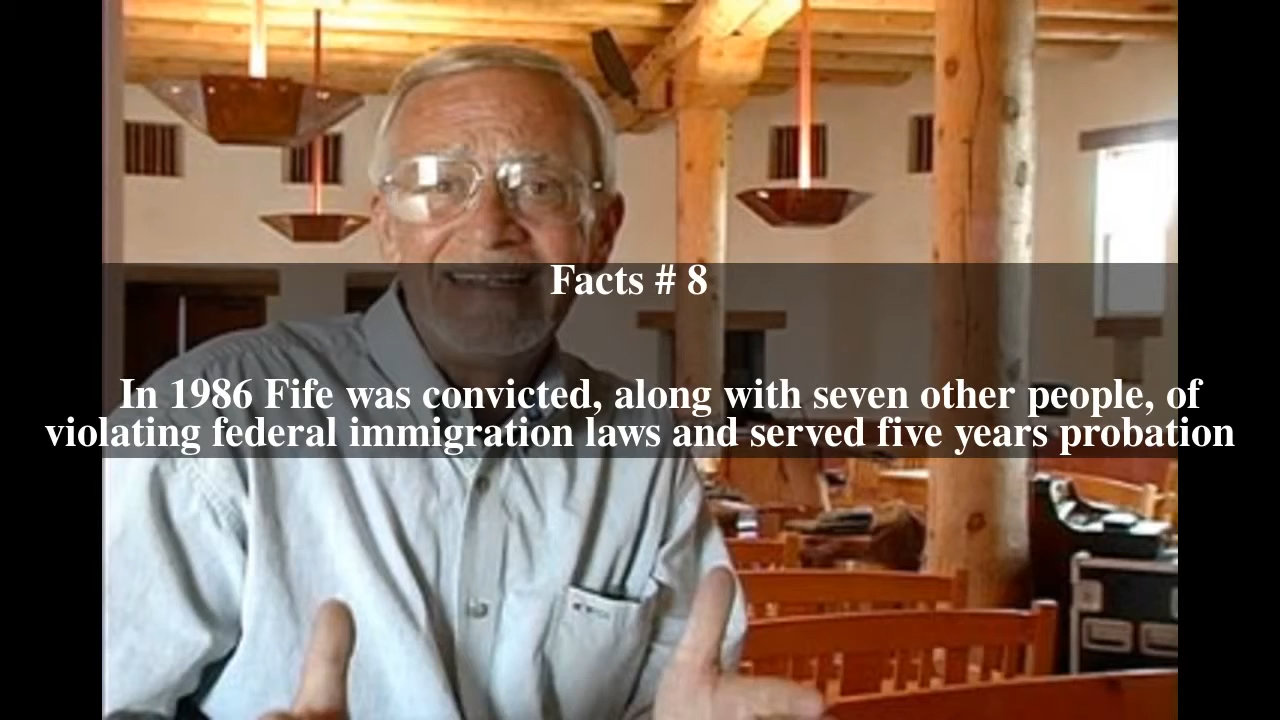 Facts # 8
In 1986 Fife was convicted, along with seven other people, of
violating federal immigration laws and served five years probation